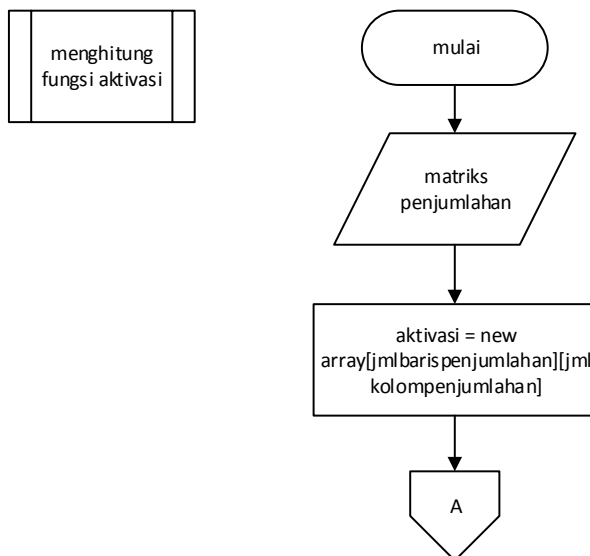 menghitung
fungsi aktivasi
mulai
matriks
penjumlahan
aktivasi = new
array[jmlbarispenjumlahan][jml
kolompenjumlahan]
A